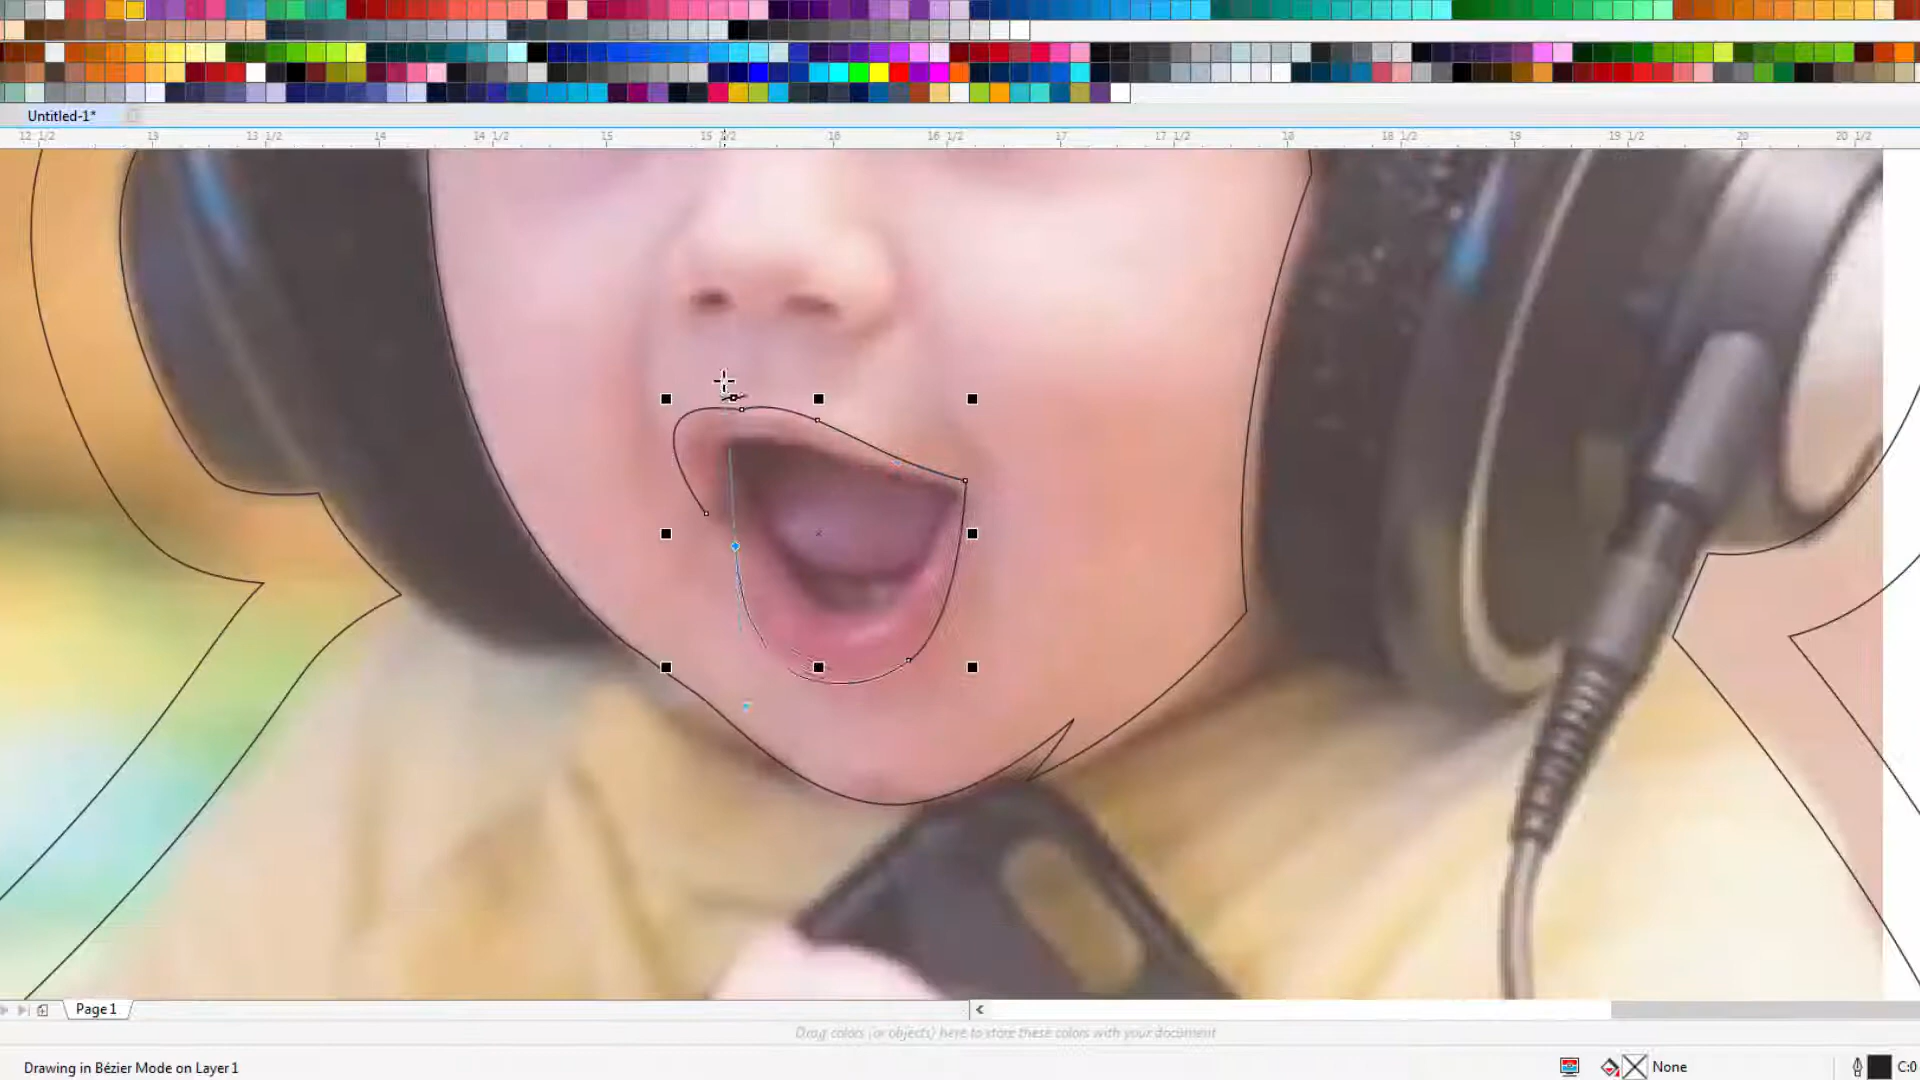 Untitled-1*
12 1/2 13 13 1/2 14 14 1/2 15 15 1/2 16 16 1/2 17 17 1/2 18 18 1/2 19 19 1/2 20 20 1/2
Page 1
Drag colors (or objects) here to store these colors with your document
Drawing in Bézier Mode on Layer 1
None
C:0